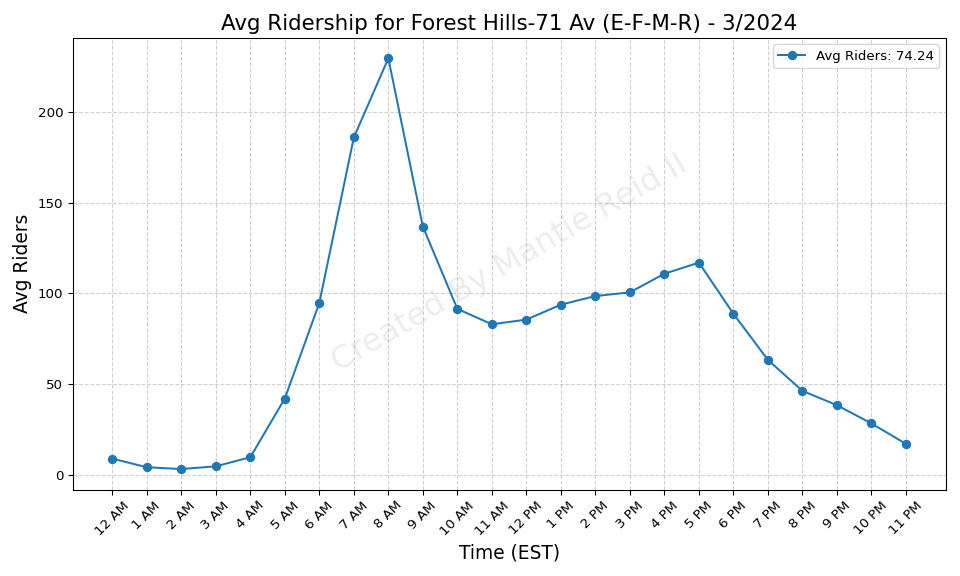 Avg Ridership for Forest Hills-71 Av (E-F-M-R) - 3/2024
Avg Riders: 74.24
200
150
100
50
0
Avg Riders
Created By Mantie Reid II
12 AM
1 AM
2 AM
3 AM
4 AM
5 AM
6 AM
7 AM
8 AM
9 AM
10 AM
11 AM
12 PM
1 PM
2 PM
3 PM
4 PM
5 PM
6 PM
7 PM
8 PM
9 PM
10 PM
11 PM
Time (EST)